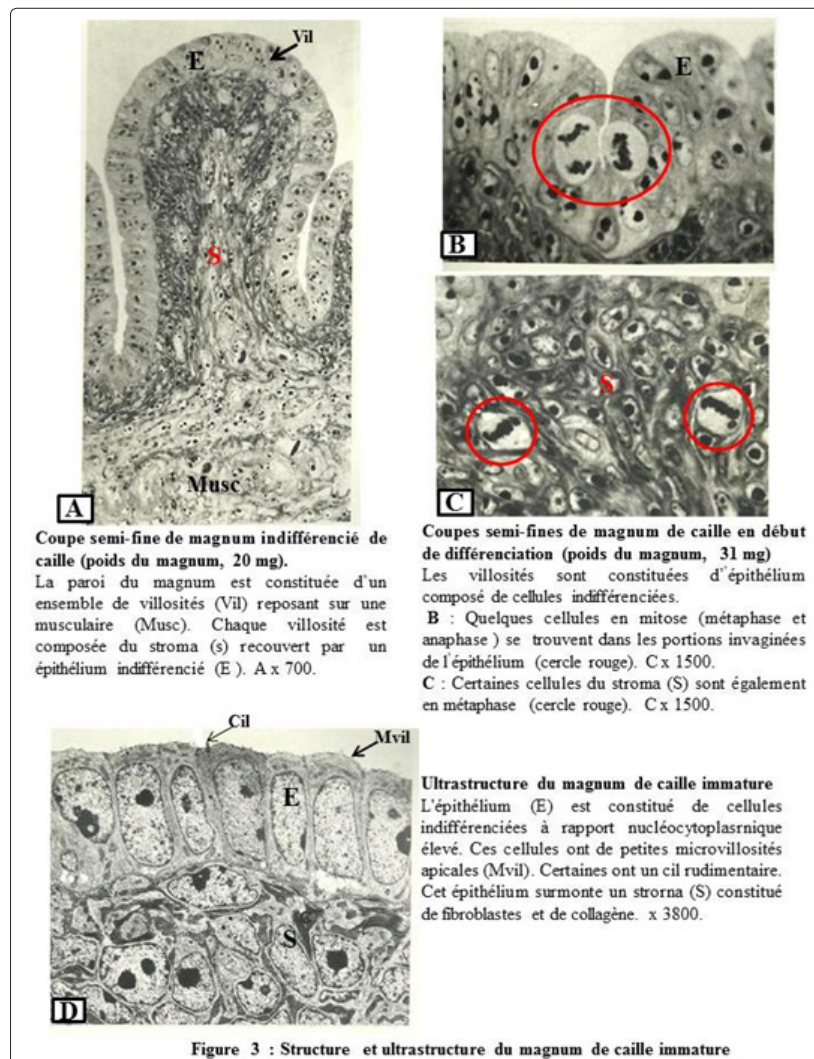 Vil
E
S
Musc
A
Coupe semi-fine de magnum indifférencié de
caille (poids du magnum, 20 mg).
La paroi du magnum est constituée d'un
ensemble de villosités (Vil) reposant sur une
musculaire (Musc). Chaque villosité est
composée du stroma (s) recouvert par un
épithélium indifférencié (E ). A x 700.
E
B
S
C
Coupes semi-fines de magnum de caille en début
de différenciation (poids du magnum, 31 mg)
Les villosités sont constituées d'épithélium
composé de cellules indifférenciées.
B : Quelques cellules en mitose (métaphase et
anaphase ) se trouvent dans les portions invaginées
de l'épithélium (cercle rouge). C x 1500.
C : Certaines cellules du stroma (S) sont également
en métaphase (cercle rouge). C x 1500.
Cil
Mvil
E
S
D
Ultrastructure du magnum de caille immature
L'épithélium (E) est constitué de cellules
indifférenciées à rapport nucléocytoplasrnique
élevé. Ces cellules ont de petites microvillosités
apicales (Mvil). Certaines ont un cil rudimentaire.
Cet épithélium surmonte un strorna (S) constitué
de fibroblastes et de collagène. x 3800.
Figure 3 : Structure et ultrastructure du magnum de caille immature